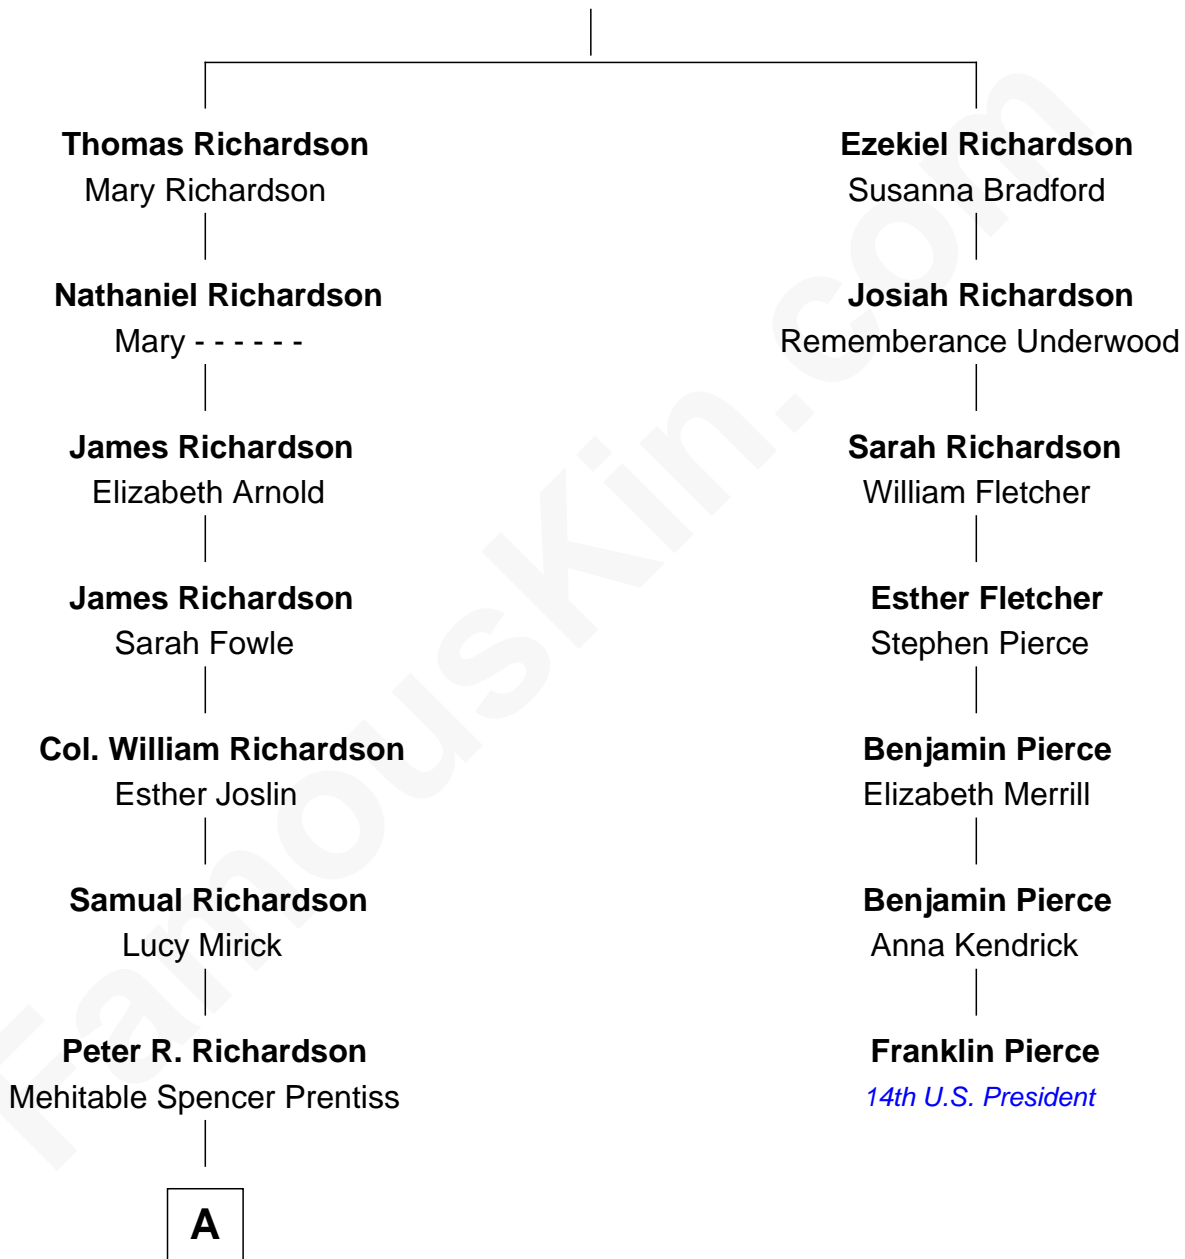 Thomas Richardson
Mary Richardson
Nathaniel Richardson
Mary - - - - - -
James Richardson
Elizabeth Arnold
James Richardson
Sarah Fowle
Col. William Richardson
Esther Joslin
Samual Richardson
Lucy Mirick
Peter R. Richardson
Mehitable Spencer Prentiss
A
Ezekiel Richardson
Susanna Bradford
Josiah Richardson
Rememberance Underwood
Sarah Richardson
William Fletcher
Esther Fletcher
Stephen Pierce
Benjamin Pierce
Elizabeth Merrill
Benjamin Pierce
Anna Kendrick
Franklin Pierce
14th U.S. President
FamousKin.com